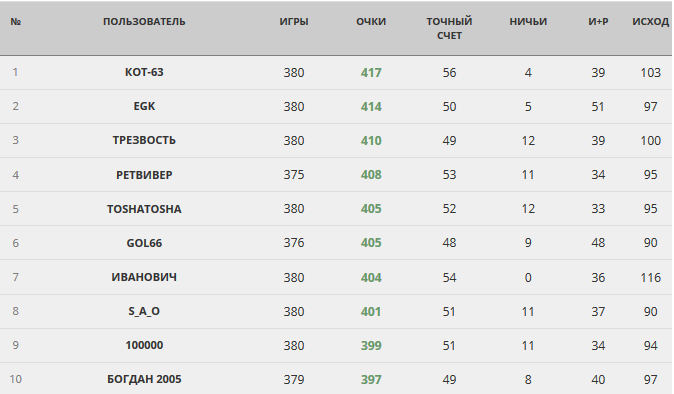 № ПОЛЬЗОВАТЕЛЬ ИГРЫ ОЧКИ ТОЧНЫЙ СЧЕТ НИЧЬИ И+Р ИСХОД
1 КОТ-63 380 417 56 4 39 103
2 EGK 380 414 50 5 51 97
3 ТРЕЗВОСТЬ 380 410 49 12 39 100
4 РЕТВИВЕР 375 408 53 11 34 95
5 TOSHATOSHA 380 405 52 12 33 95
6 GOL66 376 405 48 9 48 90
7 ИВАНОВИЧ 380 404 54 0 36 116
8 S_A_O 380 401 51 11 37 90
9 100000 380 399 51 11 34 94
10 БОГДАН 2005 379 397 49 8 40 97